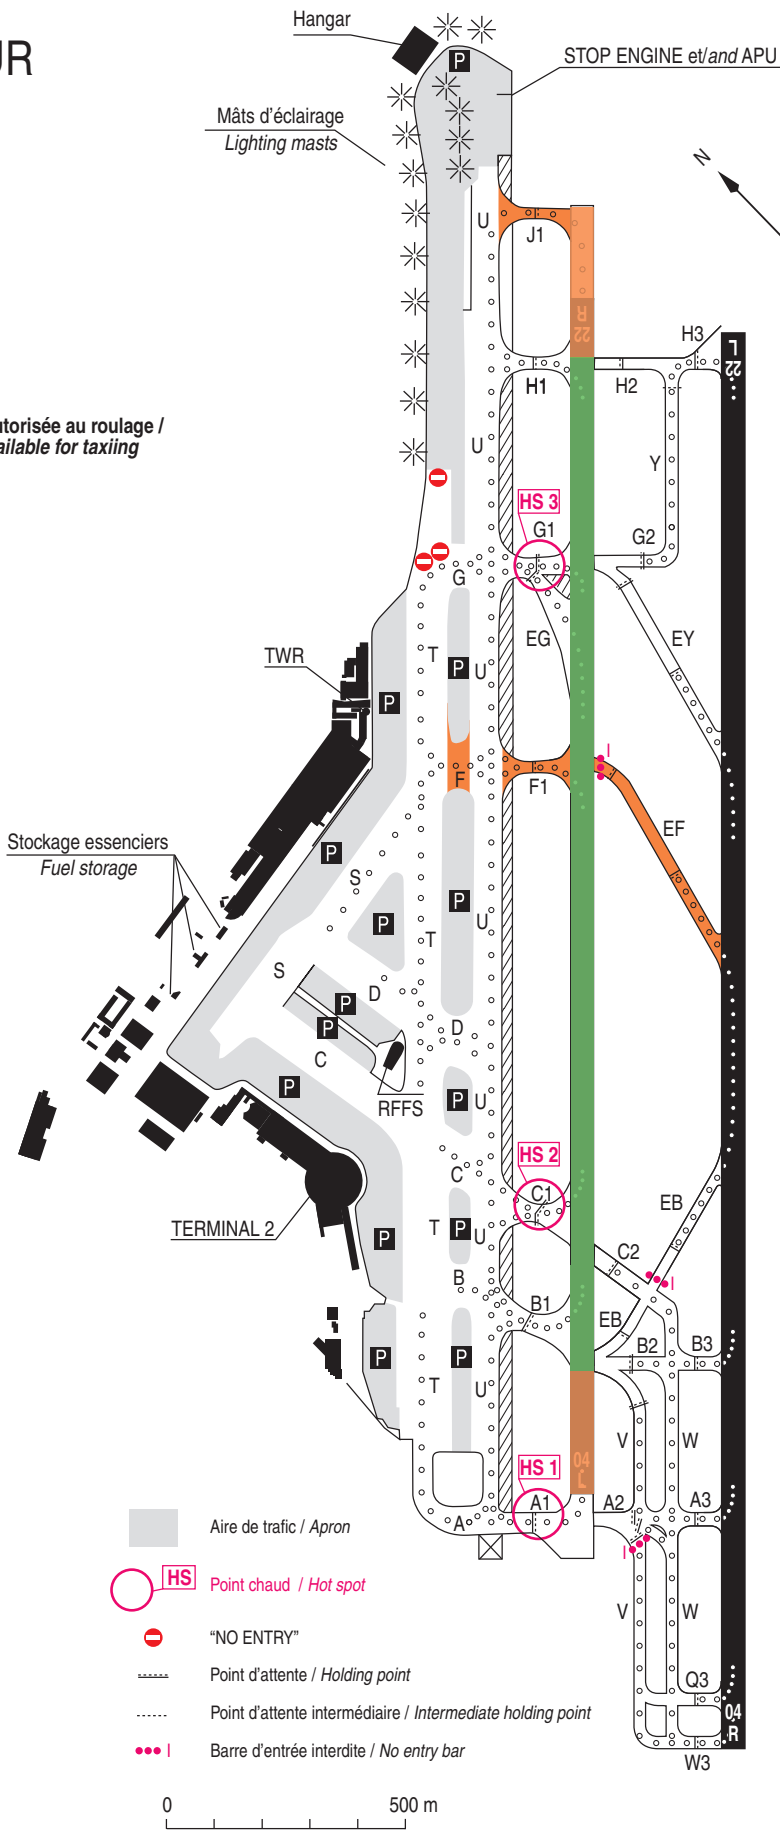 Hangar
UR
P
STOP ENGINE et/and APU
Mâts d'éclairage
Lighting masts
N
U
J1
22
R
H3
L
22
H1
H2
utorisée au roulage /
ailable for taxiing
U
Y
HS 3
G1
G2
G
EG
EY
T
TWR
P
U
P
I
F
F1
EF
Stockage essenciers
Fuel storage
P
S
P
P
U
T
S
D
P
P
D
C
P
RFFS
P
U
HS 2
C
C1
EB
TERMINAL 2
T
P
U
P
C2
I
B
B1
EB
B2
B3
P
P
T
U
V
W
HS 1
04
L
A1
A2
A3
A
I
Aire de trafic / Apron
HS
Point chaud / Hot spot
V
W
"NO ENTRY"
Point d'attente / Holding point
Q3
Point d'attente intermédiaire / Intermediate holding point
04
R
I
Barre d'entrée interdite / No entry bar
W3
0
500 m